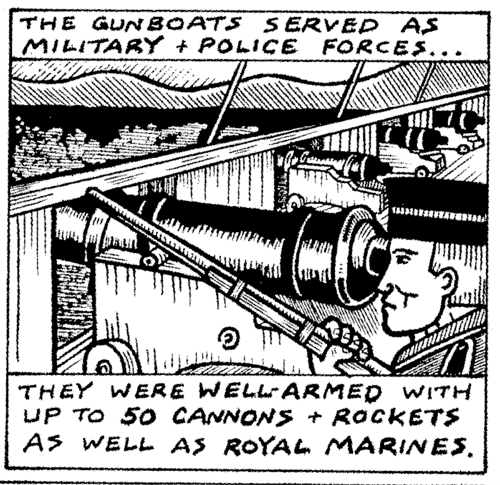 THE GUNBOATS SERVED AS
MILITARY + POLICE FORCES...
THEY WERE WELL-ARMED WITH
UP TO 50 CANNONS + ROCKETS
AS WELL AS ROYAL MARINES.